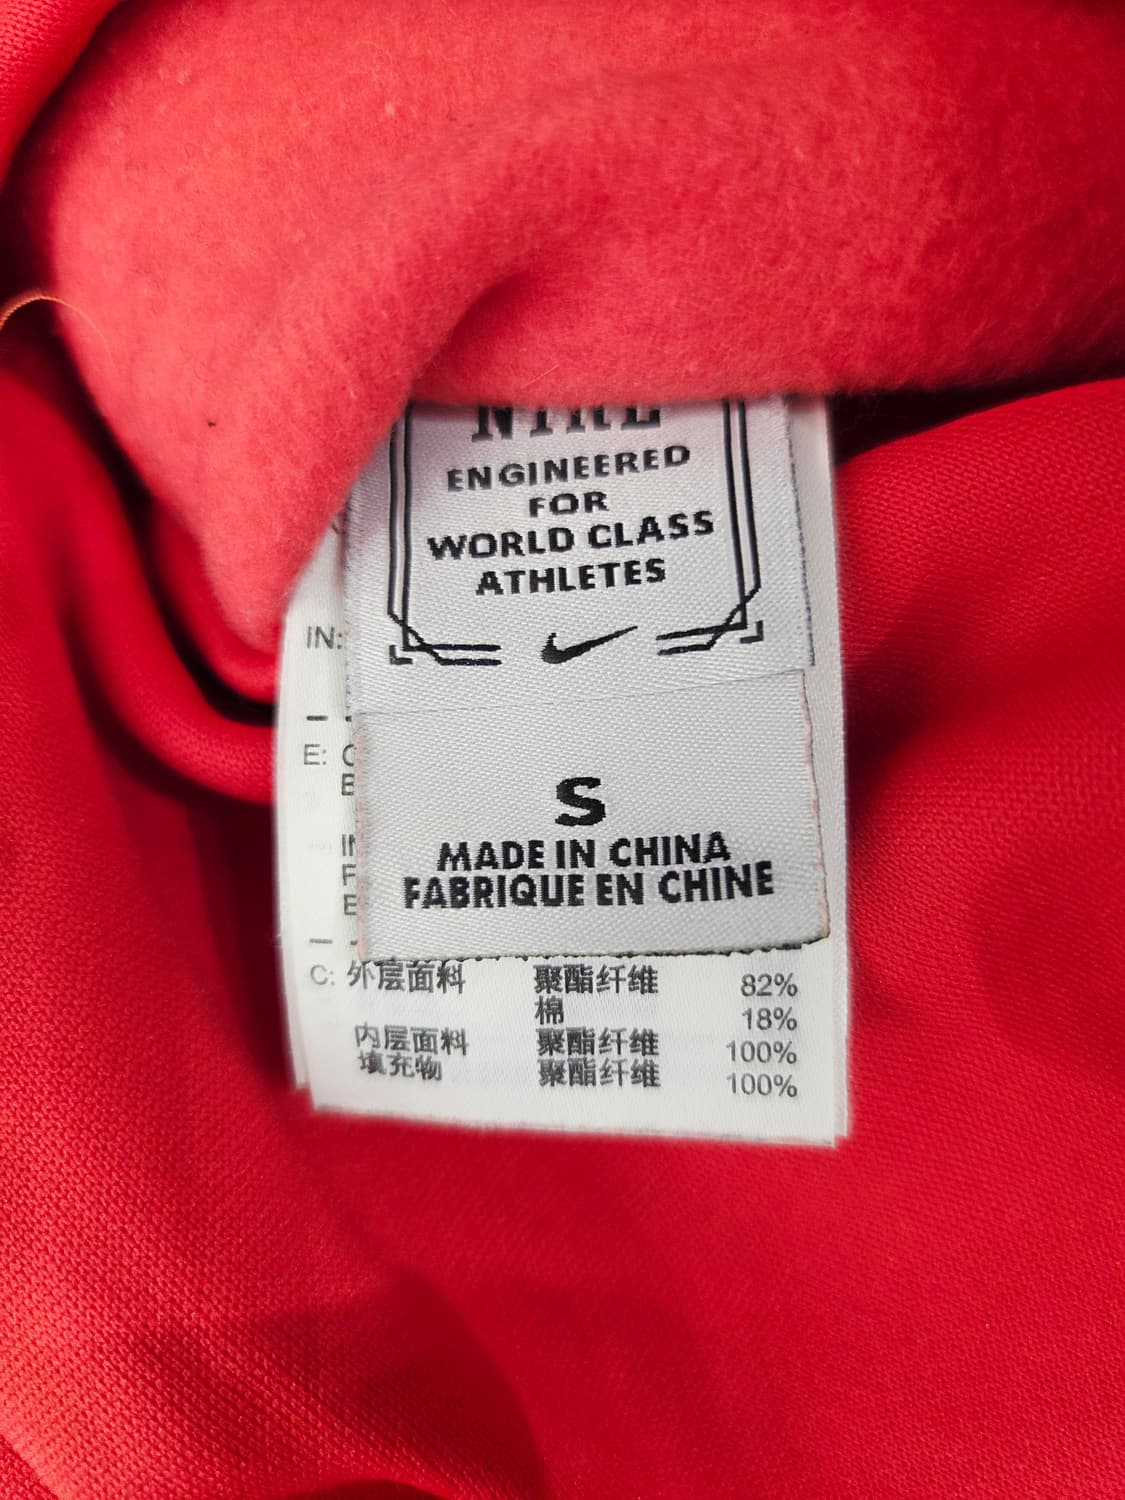 NIKE
ENGINEERED
FOR
WORLD CLASS
ATHLETES
IN:
E:
S
MADE IN CHINA
FABRIQUE EN CHINE
C: 外层面料 聚酯纤维 82%
棉 18%
内层面料 聚酯纤维 100%
填充物 聚酯纤维 100%